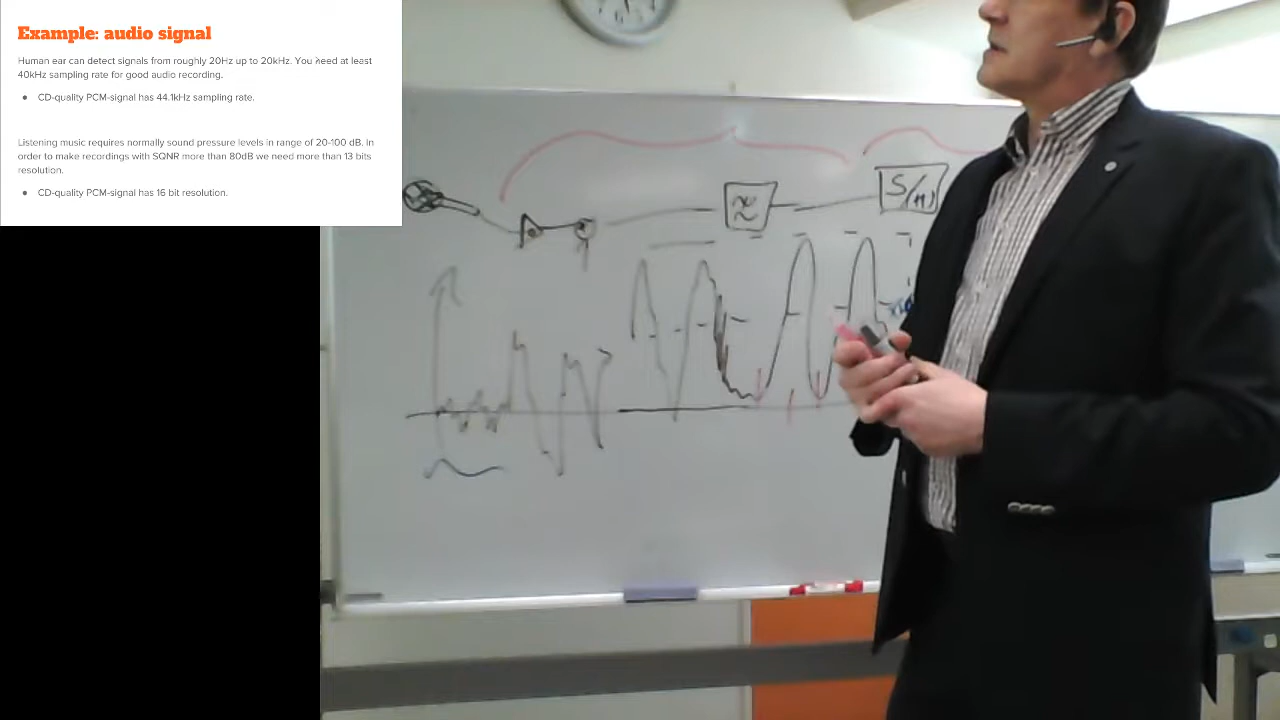 Example: audio signal
Human ear can detect signals from roughly 20Hz up to 20kHz. You need at least
40kHz sampling rate for good audio recording.
● CD-quality PCM-signal has 44.1kHz sampling rate.
Listening music requires normally sound pressure levels in range of 20-100 dB. In
order to make recordings with SQNR more than 80dB we need more than 13 bits
resolution.
● CD-quality PCM-signal has 16 bit resolution.
S/(H)